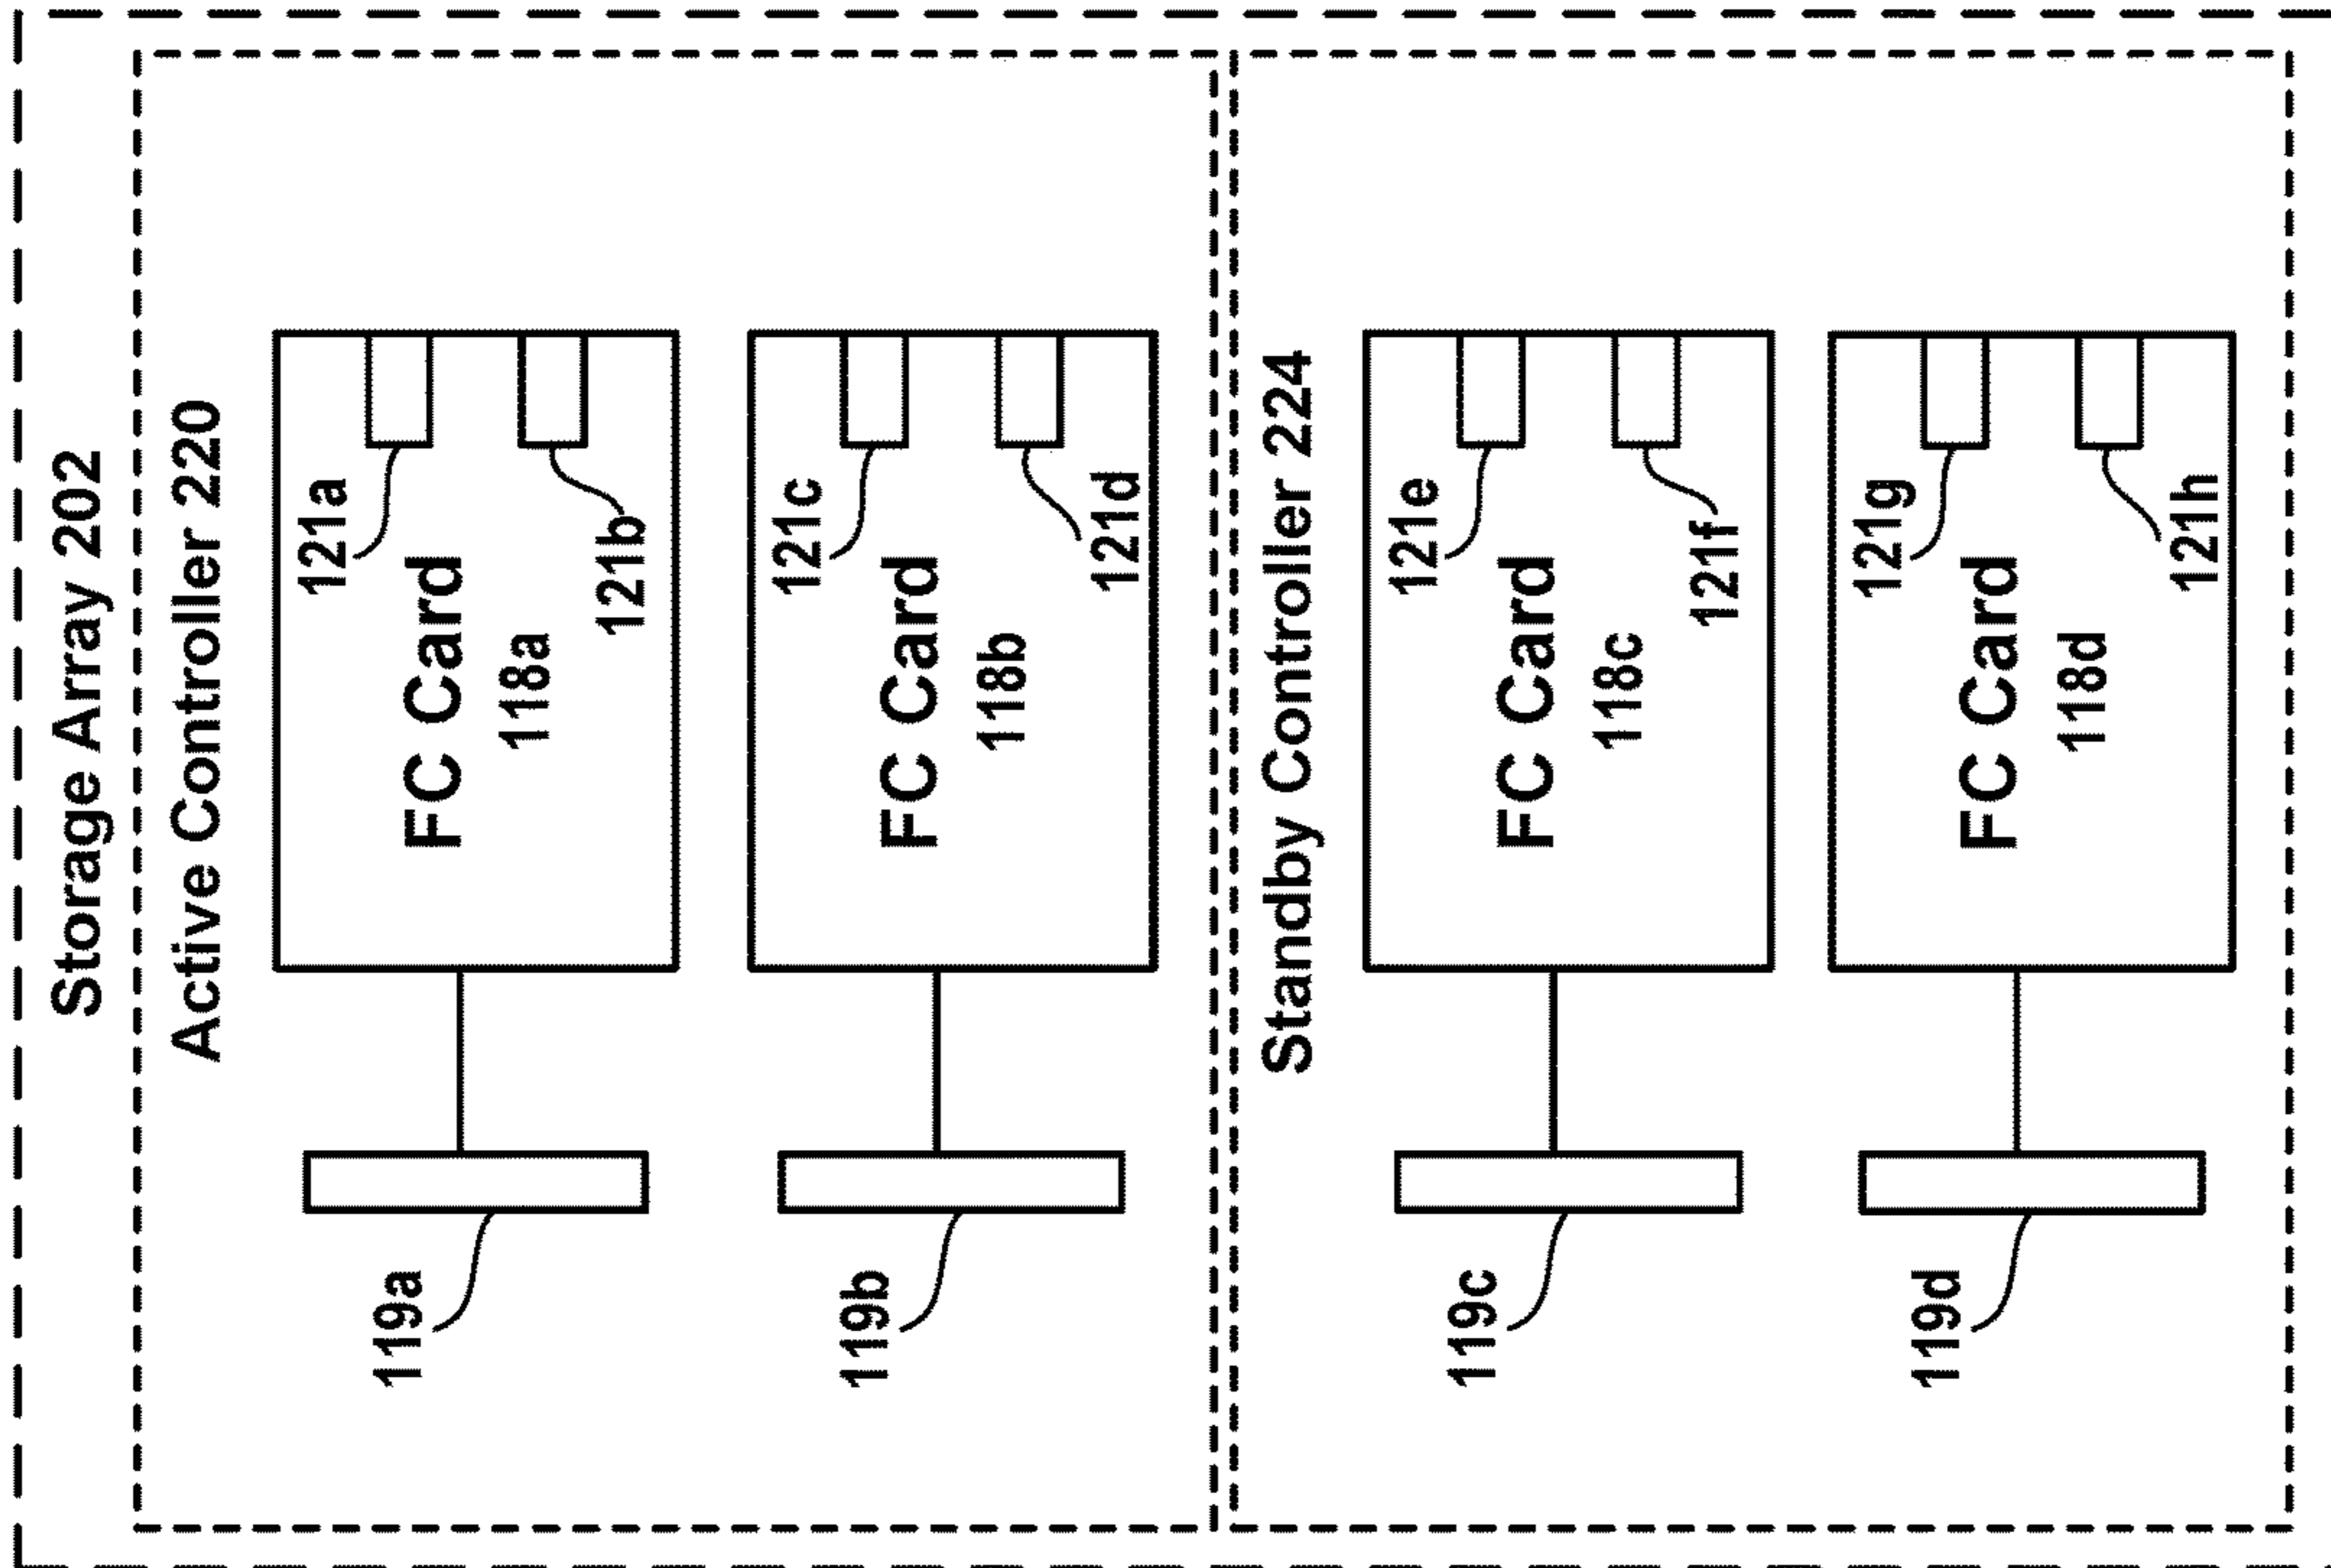 Storage Array 202
Active Controller 220
121a
FC Card
118a
121b
119a
121c
FC Card
118b
121d
119b
Standby Controller 224
121e
FC Card
118c
121f
119c
121g
FC Card
118d
121h
119d